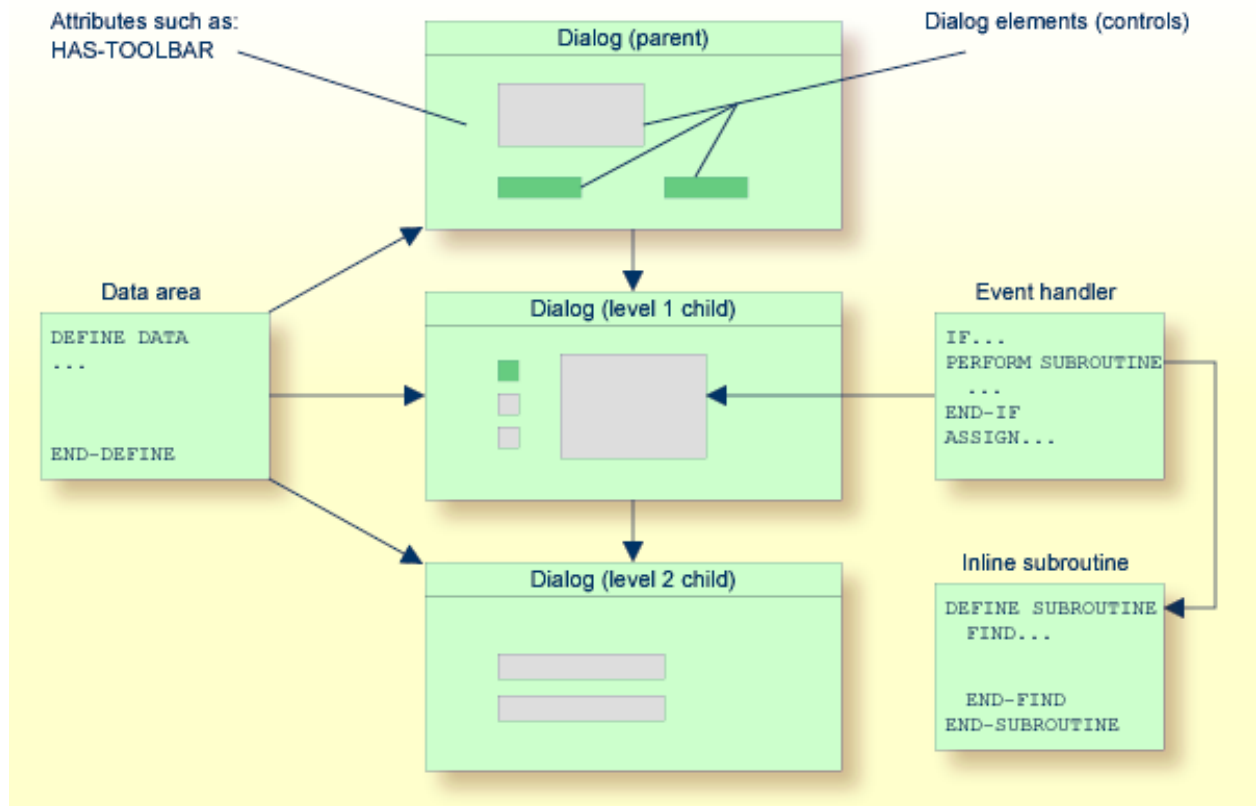 Attributes such as:
HAS-TOOLBAR
Dialog (parent)
Dialog elements (controls)
Data area
DEFINE DATA
...
END-DEFINE
Dialog (level 1 child)
Event handler
IF...
PERFORM SUBROUTINE
...
END-IF
ASSIGN...
Dialog (level 2 child)
Inline subroutine
DEFINE SUBROUTINE
FIND...
END-FIND
END-SUBROUTINE